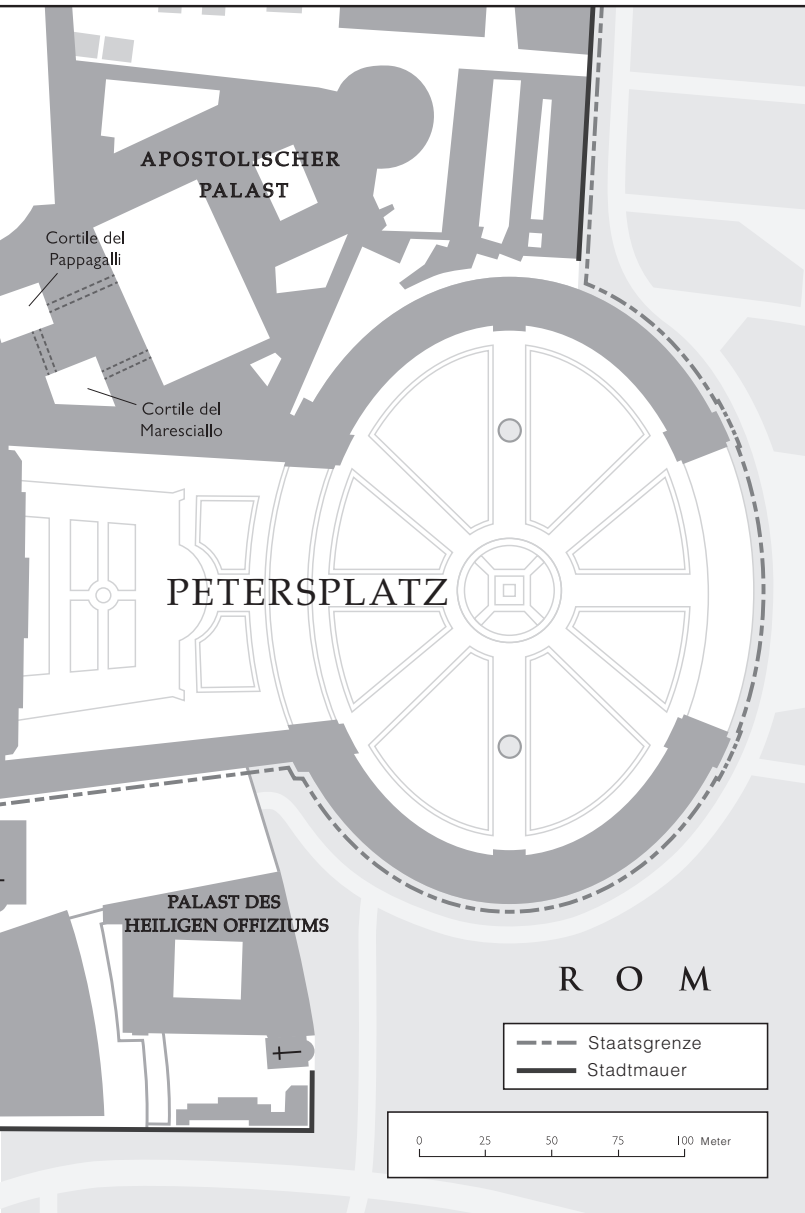 APOSTOLISCHER
PALAST
Cortile del
Pappagalli
Cortile del
Maresciallo
PETERSPLATZ
PALAST DES
HEILIGEN OFFIZIUMS
ROM
Staatsgrenze
Stadtmauer
0 25 50 75 100 Meter